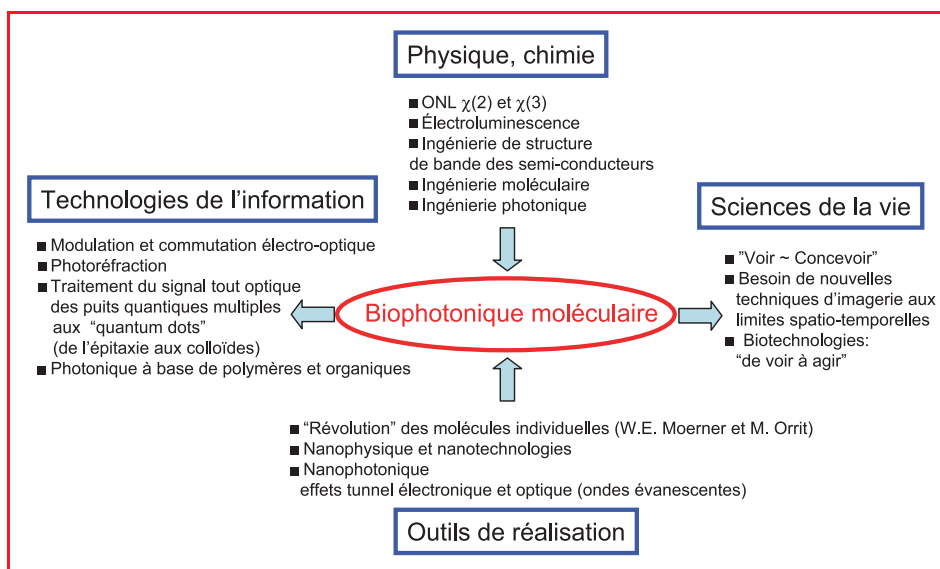 Physique, chimie
■ ONL χ(2) et χ(3)
■ Électroluminescence
■ Ingénierie de structure
de bande des semi-conducteurs
■ Ingénierie moléculaire
■ Ingénierie photonique
Technologies de l’information
■ Modulation et commutation électro-optique
■ Photoréfraction
■ Traitement du signal tout optique
des puits quantiques multiples
aux “quantum dots”
(de l’épitaxie aux colloïdes)
■ Photonique à base de polymères et organiques
Biophotonique moléculaire
Sciences de la vie
■ ”Voir ~ Concevoir”
■ Besoin de nouvelles
techniques d’imagerie aux
limites spatio-temporelles
■ Biotechnologies:
“de voir à agir”
■ “Révolution” des molécules individuelles (W.E. Moerner et M. Orrit)
■ Nanophysique et nanotechnologies
■ Nanophotonique
effets tunnel électronique et optique (ondes évanescentes)
Outils de réalisation